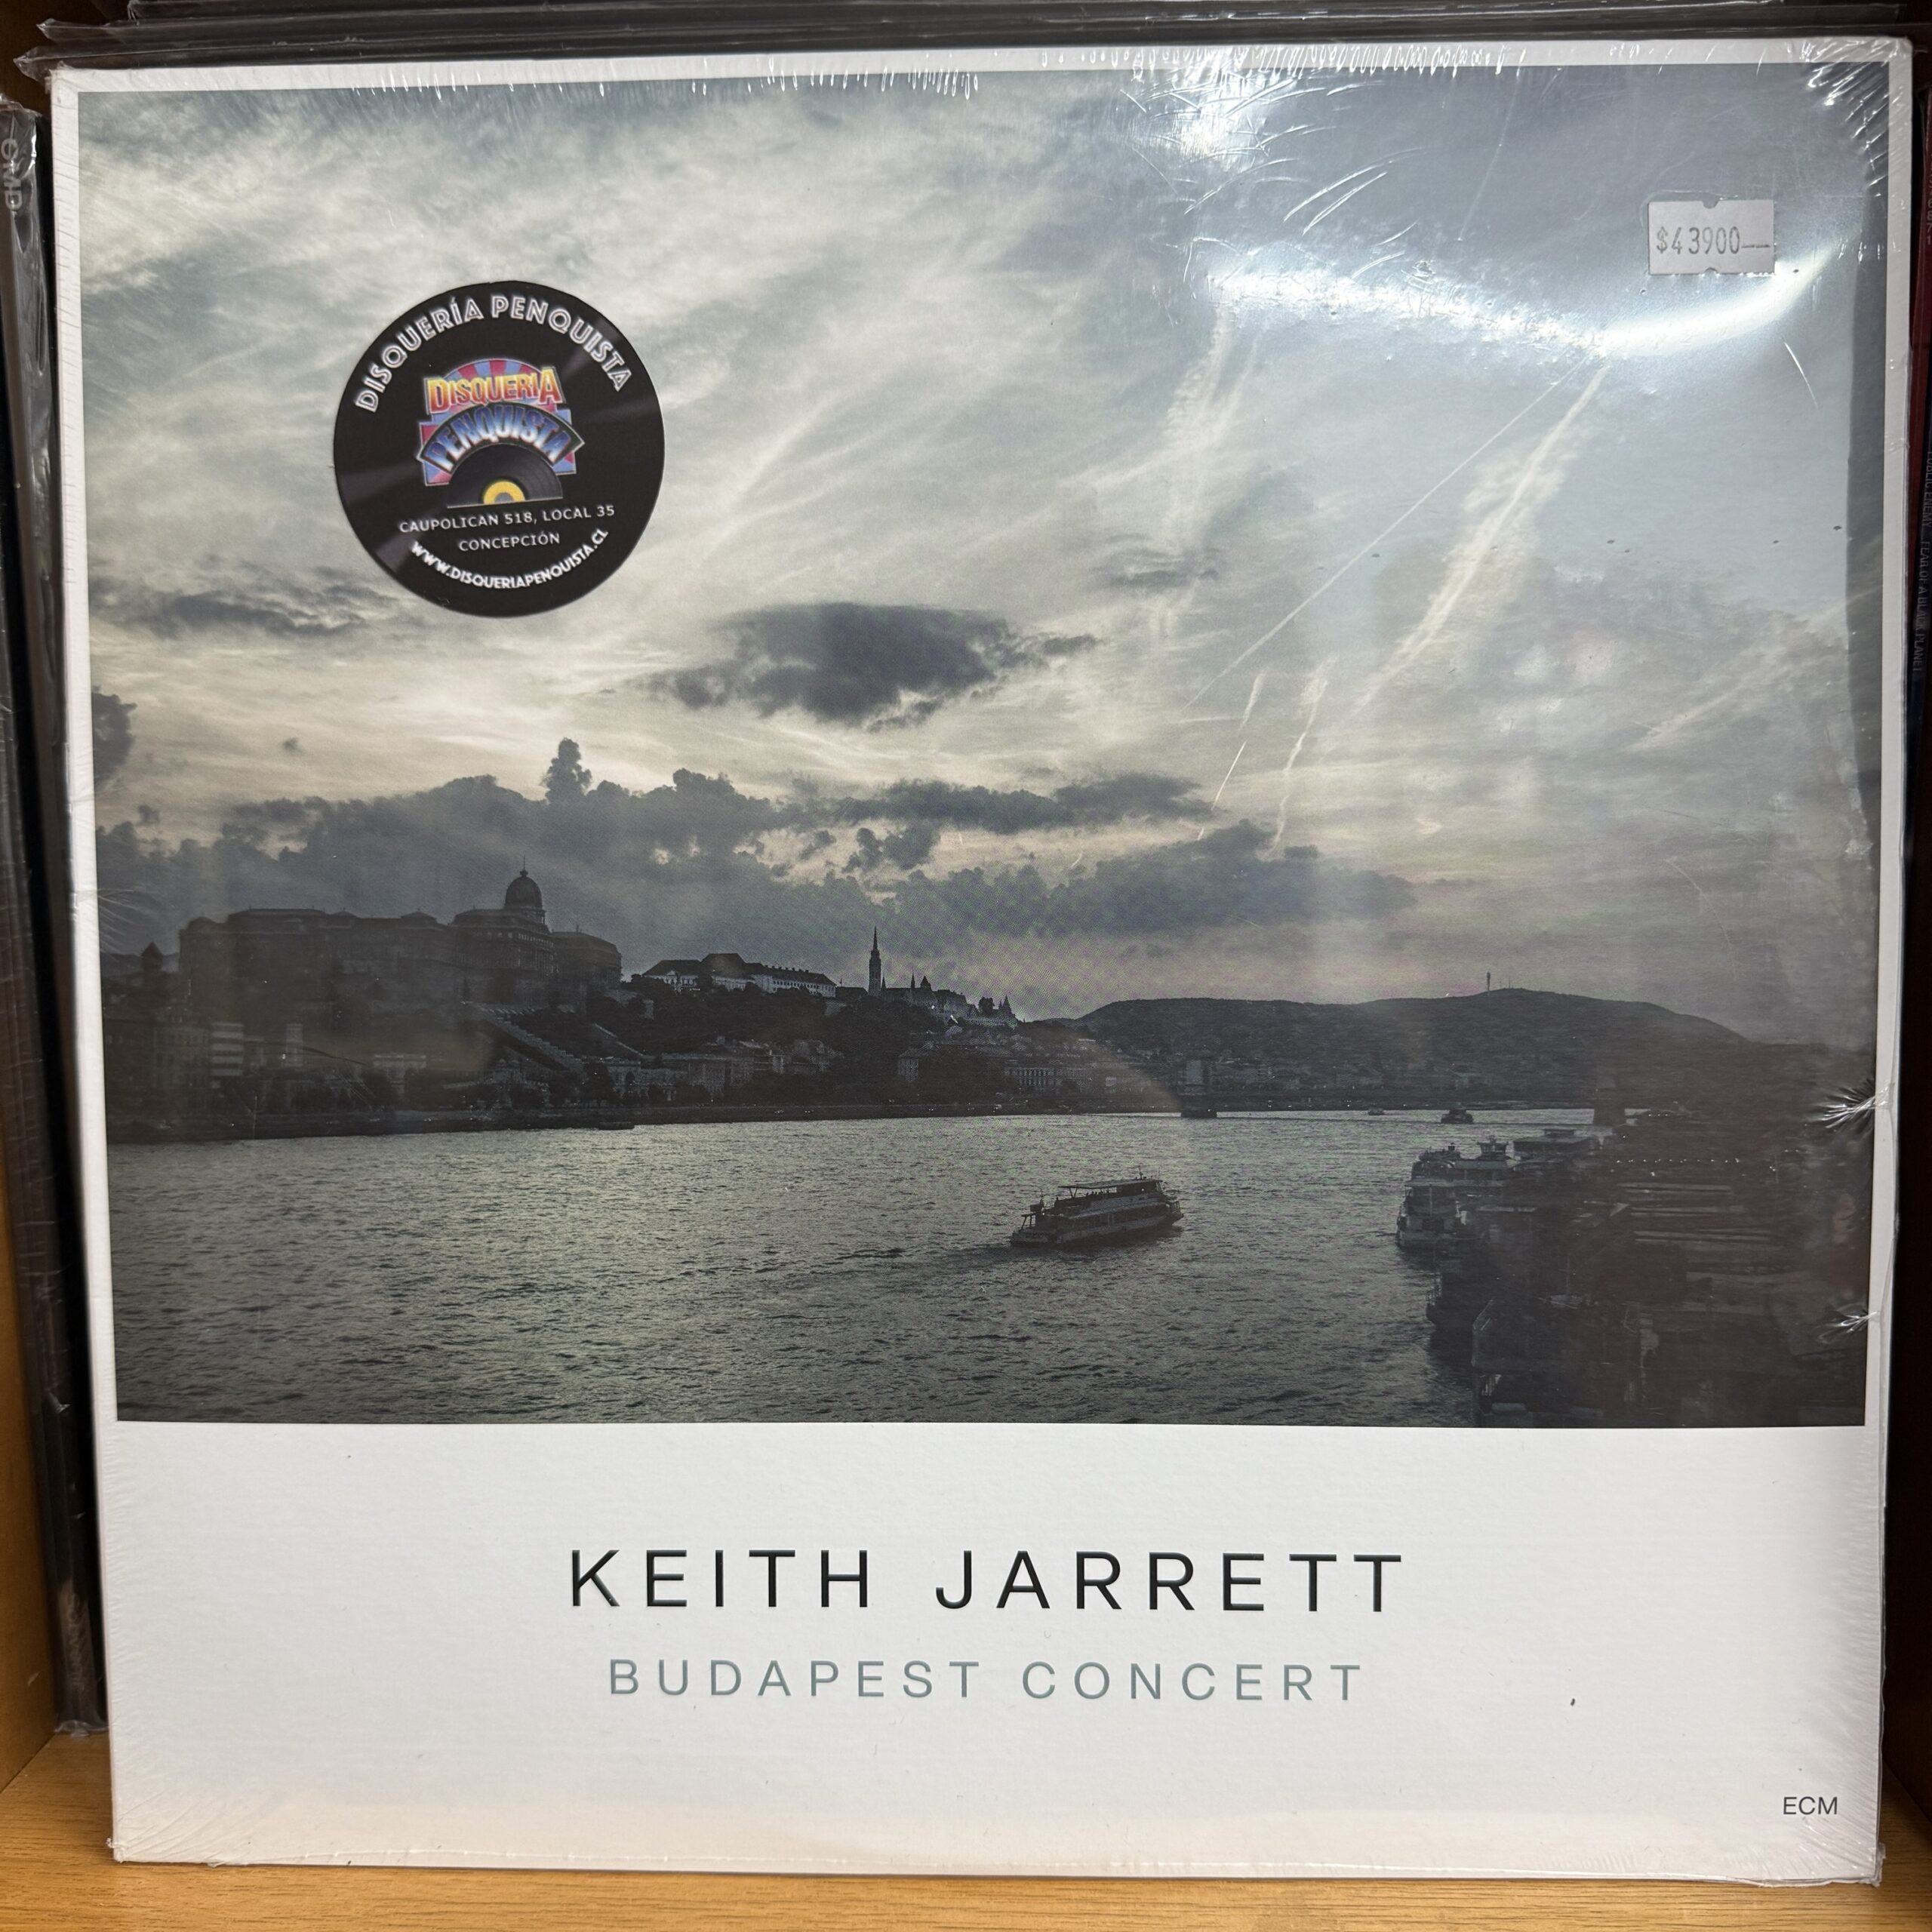 $43900
DISQUERÍA PENQUISTA
DISQUERIA
PENQUISTA
CAUPOLICAN 518, LOCAL 35
CONCEPCIÓN
WWW.DISQUERIAPENQUISTA.CL
KEITH JARRETT
BUDAPEST CONCERT
ECM